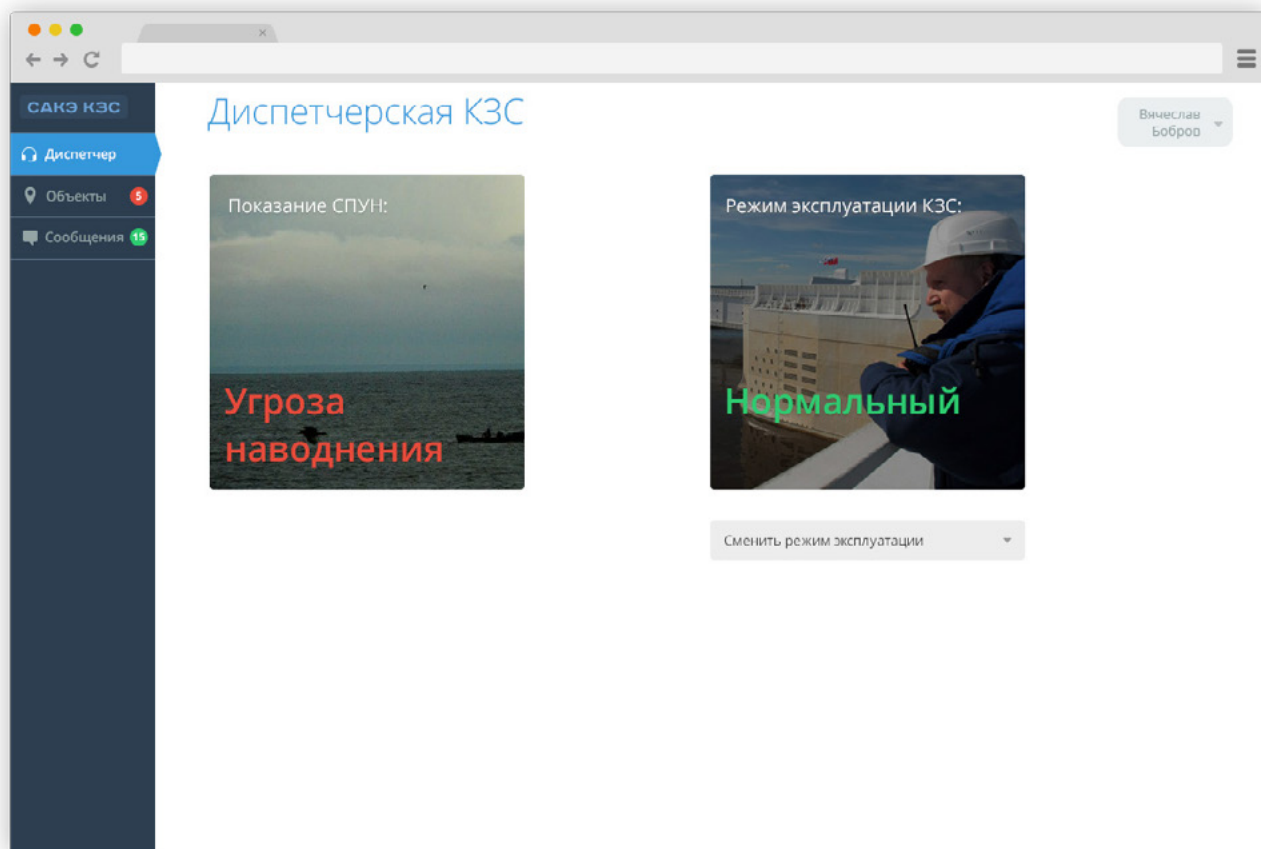 САКЭ КЗС
Диспетчер
Объекты 5
Сообщения 15
Диспетчерская КЗС
Вячеслав
Бобров
Показание СПУН:
Угроза
наводнения
Режим эксплуатации КЗС:
Нормальный
Сменить режим эксплуатации